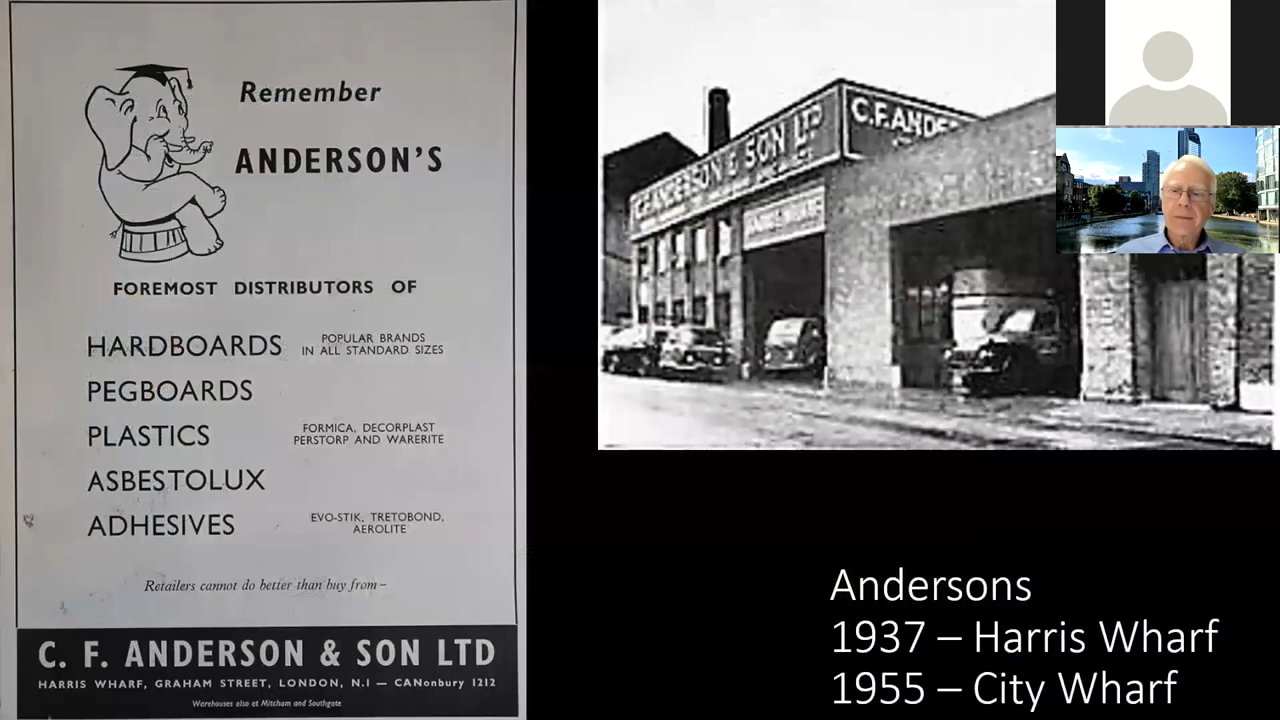 Remember
ANDERSON'S
FOREMOST DISTRIBUTORS OF
HARDBOARDS
POPULAR BRANDS
IN ALL STANDARD SIZES
PEGBOARDS
PLASTICS
FORMICA, DECORPLAST
PERSTORP AND WARERITE
ASBESTOLUX
ADHESIVES
EVO-STIK, TRETOBOND,
AEROLITE
Retailers cannot do better than buy from –
C. F. ANDERSON & SON LTD
HARRIS WHARF, GRAHAM STREET, LONDON, N.I — CANonbury 1212
Warehouses also at Mitcham and Southgate
C.F. ANDERSON & SON LTD
C.F. ANDE
HARRIS WHARF
Andersons
1937 – Harris Wharf
1955 – City Wharf